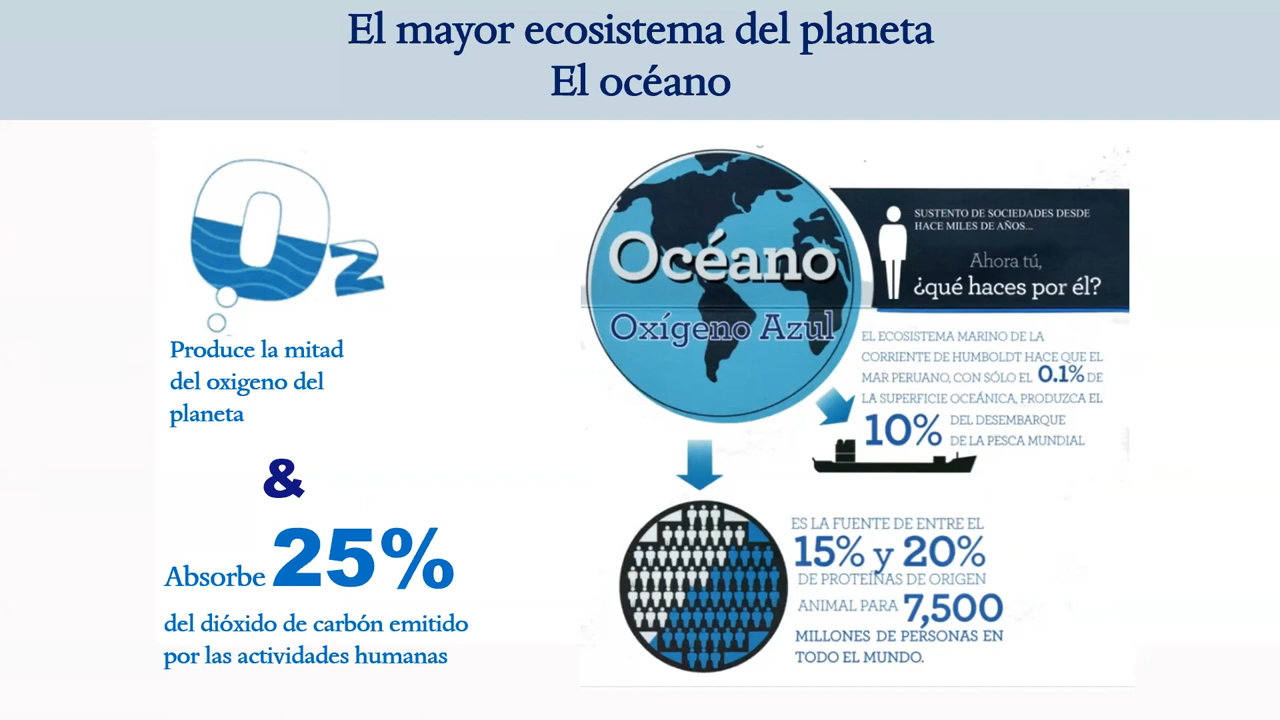 El mayor ecosistema del planeta
El océano
O2
Produce la mitad
del oxigeno del
planeta
&
Absorbe 25%
del dióxido de carbón emitido
por las actividades humanas
Océano
Oxígeno Azul
SUSTENTO DE SOCIEDADES DESDE
HACE MILES DE AÑOS...
Ahora tú,
¿qué haces por él?
EL ECOSISTEMA MARINO DE LA
CORRIENTE DE HUMBOLDT HACE QUE EL
MAR PERUANO, CON SÓLO EL 0.1% DE
LA SUPERFICIE OCEÁNICA, PRODUZCA EL
10% DEL DESEMBARQUE
DE LA PESCA MUNDIAL
ES LA FUENTE DE ENTRE EL
15% y 20%
DE PROTEÍNAS DE ORIGEN
ANIMAL PARA 7,500
MILLONES DE PERSONAS EN
TODO EL MUNDO.